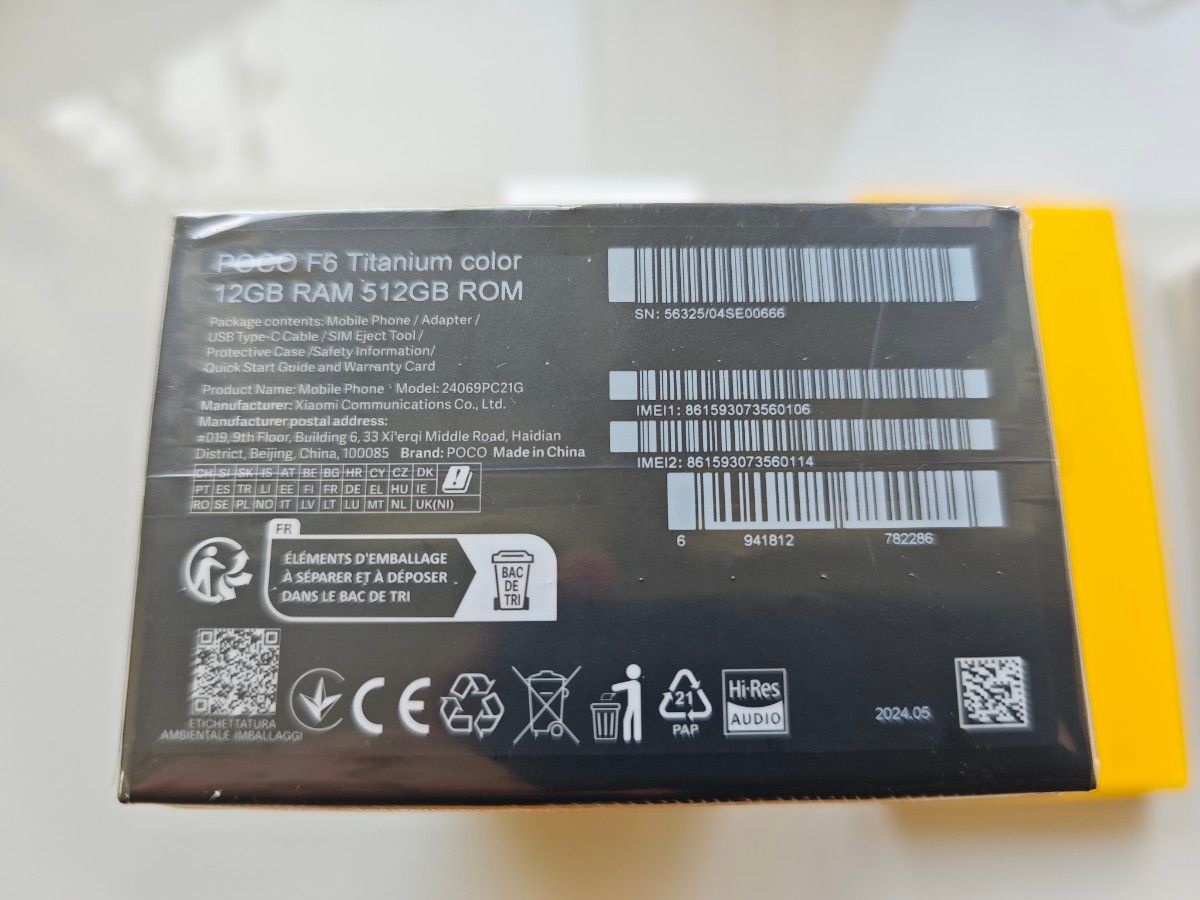 POCO F6 Titanium color
12GB RAM 512GB ROM
Package contents: Mobile Phone / Adapter /
USB Type-C Cable / SIM Eject Tool /
Protective Case /Safety Information/
Quick Start Guide and Warranty Card
Product Name: Mobile Phone Model: 24069PC21G
Manufacturer: Xiaomi Communications Co., Ltd.
Manufacturer postal address:
#019, 9th Floor, Building 6, 33 Xi'erqi Middle Road, Haidian
District, Beijing, China, 100085 Brand: POCO Made in China
CH SI SK IS AT BE BG HR CY CZ DK
PT ES TR LI EE FI FR DE EL HU IE
RO SE PL NO IT LV LT LU MT NL UK(NI)
FR
ÉLÉMENTS D'EMBALLAGE
À SÉPARER ET À DÉPOSER
DANS LE BAC DE TRI
BAC
DE
TRI
ETICHETTATURA
AMBIENTALE IMBALLAGGI
CE
21
PAP
Hi-Res
AUDIO
SN: 56325/04SE00666
IMEI1: 861593073560106
IMEI2: 861593073560114
6 941812 782286
2024.05